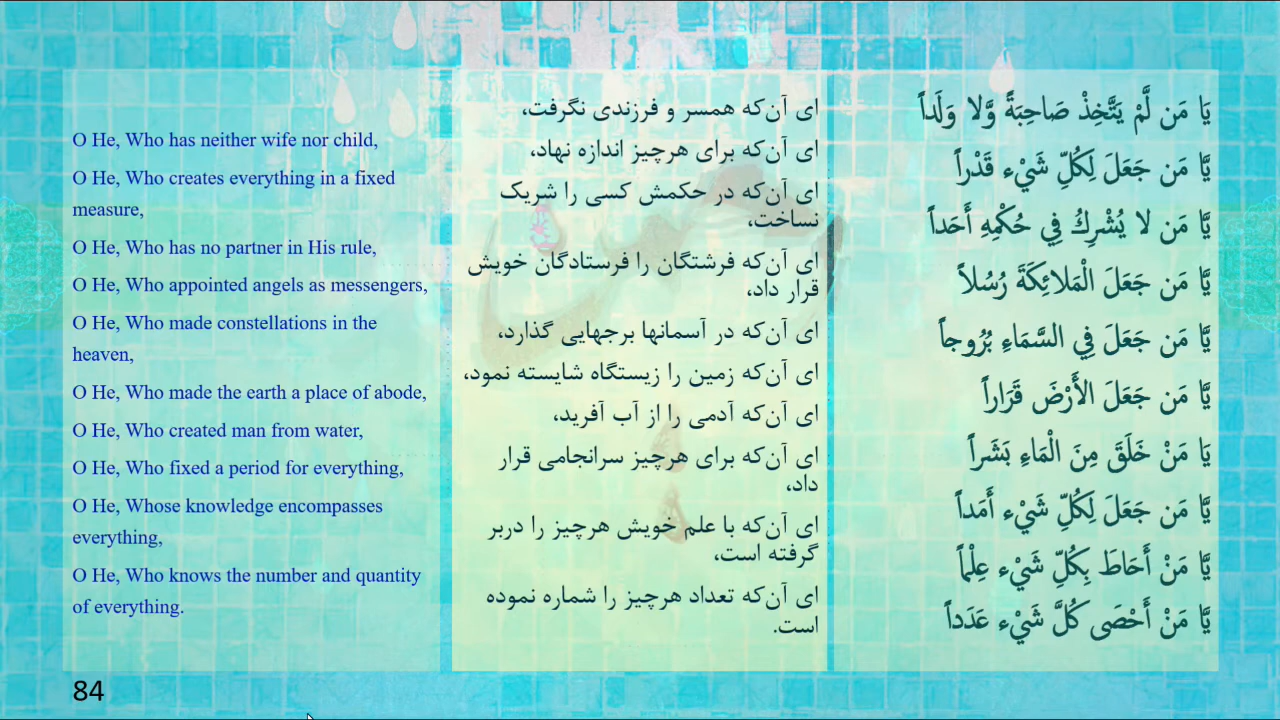 O He, Who has neither wife nor child,
O He, Who creates everything in a fixed
measure,
O He, Who has no partner in His rule,
O He, Who appointed angels as messengers,
O He, Who made constellations in the
heaven,
O He, Who made the earth a place of abode,
O He, Who created man from water,
O He, Who fixed a period for everything,
O He, Whose knowledge encompasses
everything,
O He, Who knows the number and quantity
of everything.
ای آن‌که همسر و فرزندی نگرفت،
ای آن‌که برای هرچیز اندازه نهاد،
ای آن‌که در حکمش کسی را شریک
نساخت،
ای آن‌که فرشتگان را فرستادگان خویش
قرار داد،
ای آن‌که در آسمانها برجهایی گذارد،
ای آن‌که زمین را زیستگاه شایسته نمود،
ای آن‌که آدمی را از آب آفرید،
ای آن‌که برای هرچیز سرانجامی قرار
داد،
ای آن‌که با علم خویش هرچیز را دربر
گرفته است،
ای آن‌که تعداد هرچیز را شماره نموده
است.
يَا مَن لَّمْ يَتَّخِذْ صَاحِبَةً وَّلا وَلَداً
يَّا مَن جَعَلَ لِكُلِّ شَيْء قَدْراً
يَّا مَن لا يُشْرِكُ فِي حُكْمِهِ أَحَداً
يَّا مَن جَعَلَ الْمَلائِكَةَ رُسُلاً
يَّا مَن جَعَلَ فِي السَّمَاءِ بُرُوجاً
يَّا مَن جَعَلَ الأَرْضَ قَرَاراً
يَا مَنْ خَلَقَ مِنَ الْمَاءِ بَشَراً
يَّا مَن جَعَلَ لِكُلِّ شَيْء أَمَداً
يَّا مَنْ أَحَاطَ بِكُلِّ شَيْء عِلْماً
يَّا مَنْ أَحْصَى كُلَّ شَيْء عَدَداً
84